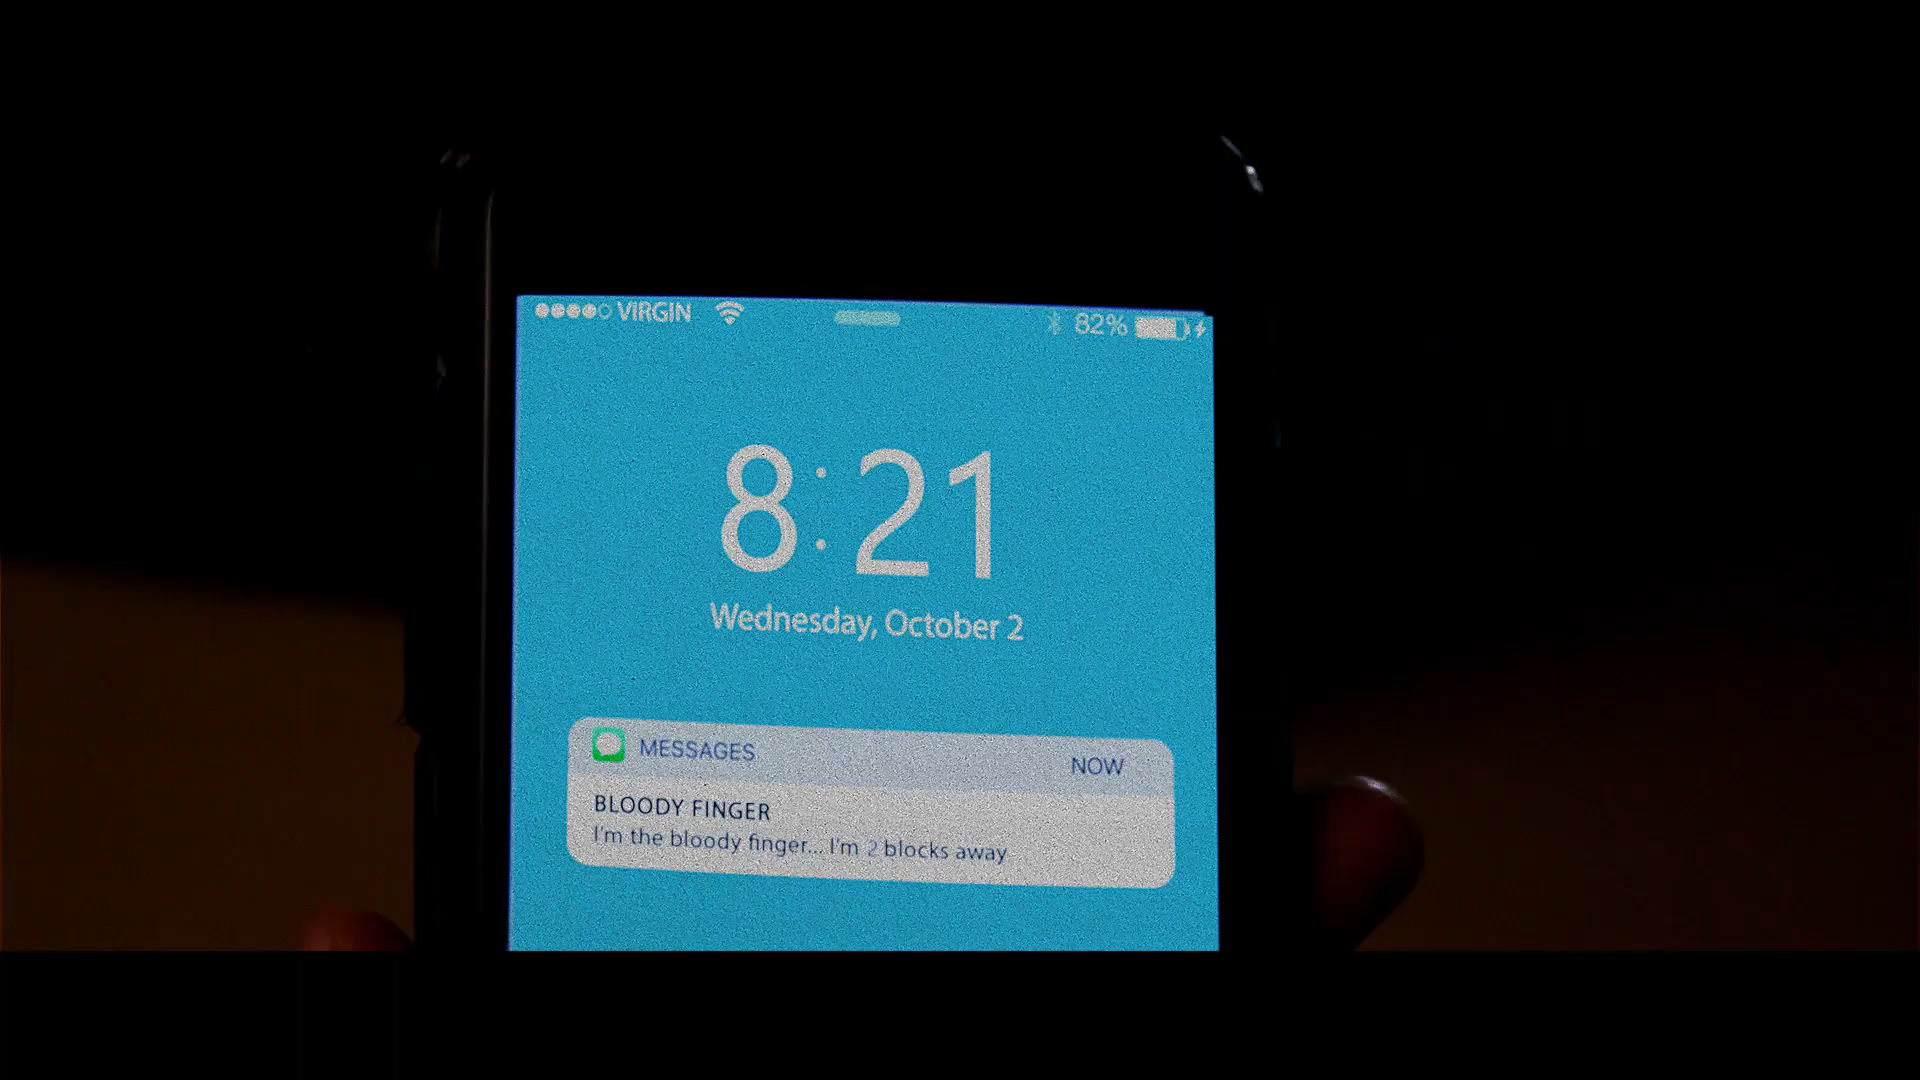 VIRGIN 82%
8:21
Wednesday, October 2
MESSAGES NOW
BLOODY FINGER
I'm the bloody finger... I'm 2 blocks away